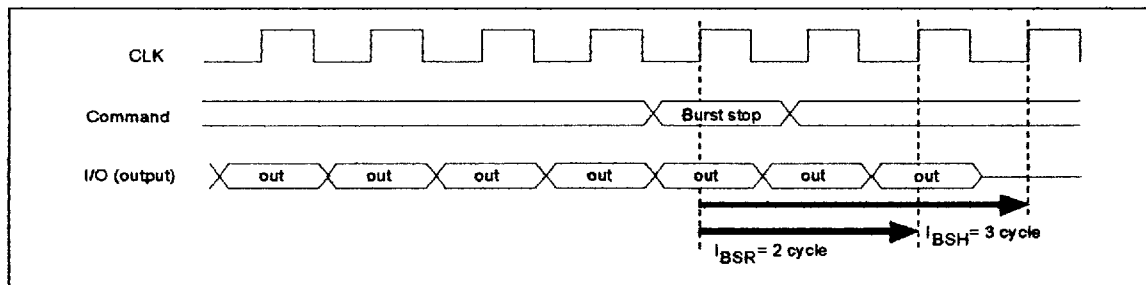 CLK
Command
Burst stop
I/O (output)
out out out out out out out
lBSR= 2 cycle
lBSH= 3 cycle